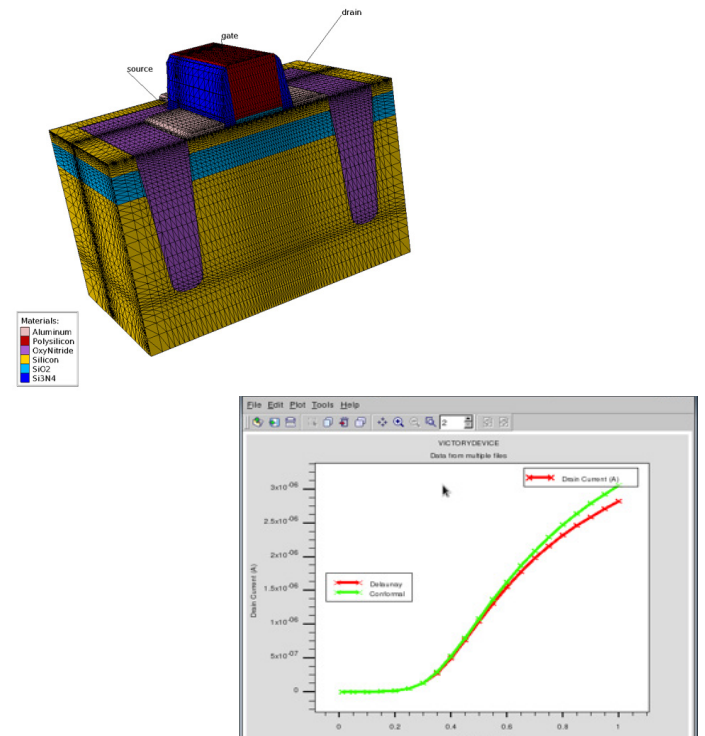 drain
gate
source
Materials:
Aluminum
Polysilicon
OxyNitride
Silicon
SiO2
Si3N4
File Edit Plot Tools Help
2
VICTORYDEVICE
Data from multiple files
Drain Current (A)
3x10-06
2.5x10-06
2x10-06
1.5x10-06
1x10-06
5x10-07
0
Drain Current (A)
Delaunay
Conformal
0 0.2 0.4 0.6 0.8 1